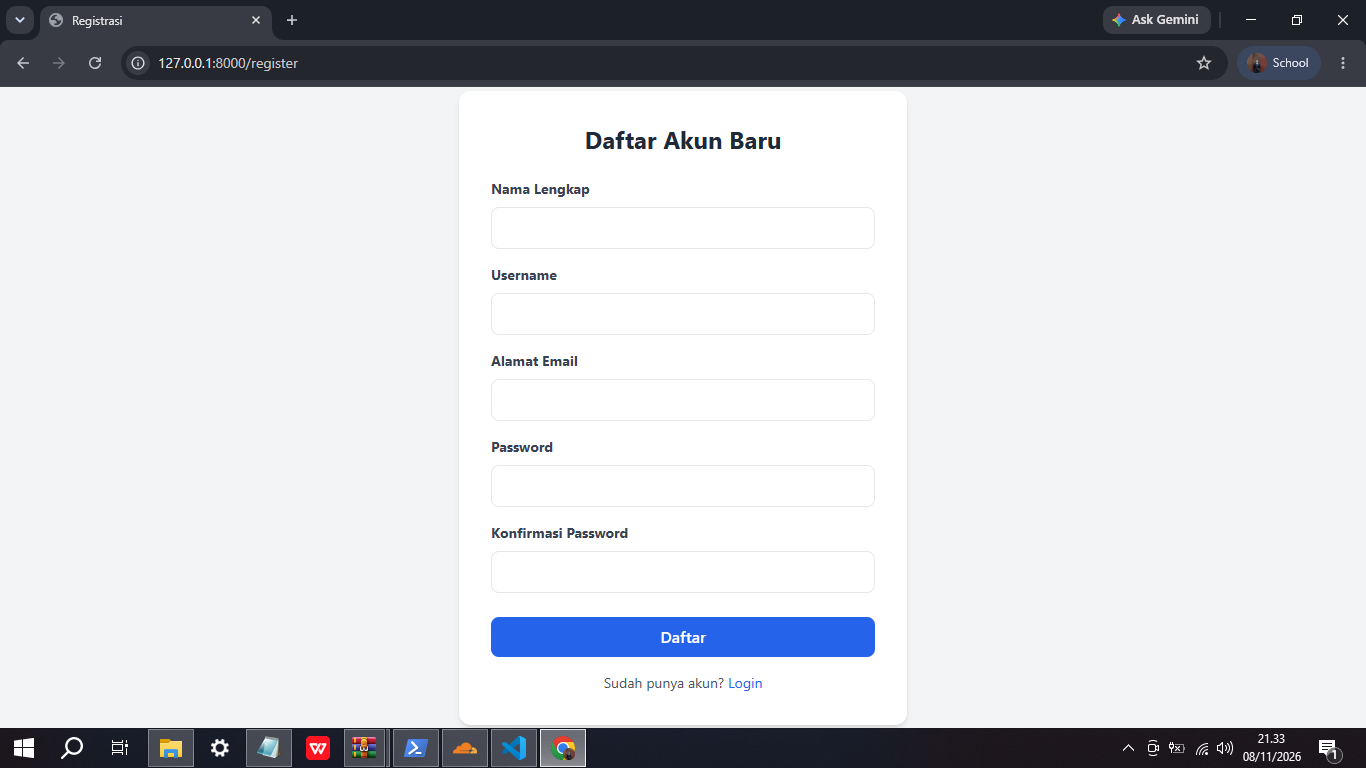 Registrasi
Ask Gemini
127.0.0.1:8000/register
School
Daftar Akun Baru
Nama Lengkap
Username
Alamat Email
Password
Konfirmasi Password
Daftar
Sudah punya akun? Login
21.33
08/11/2026
1